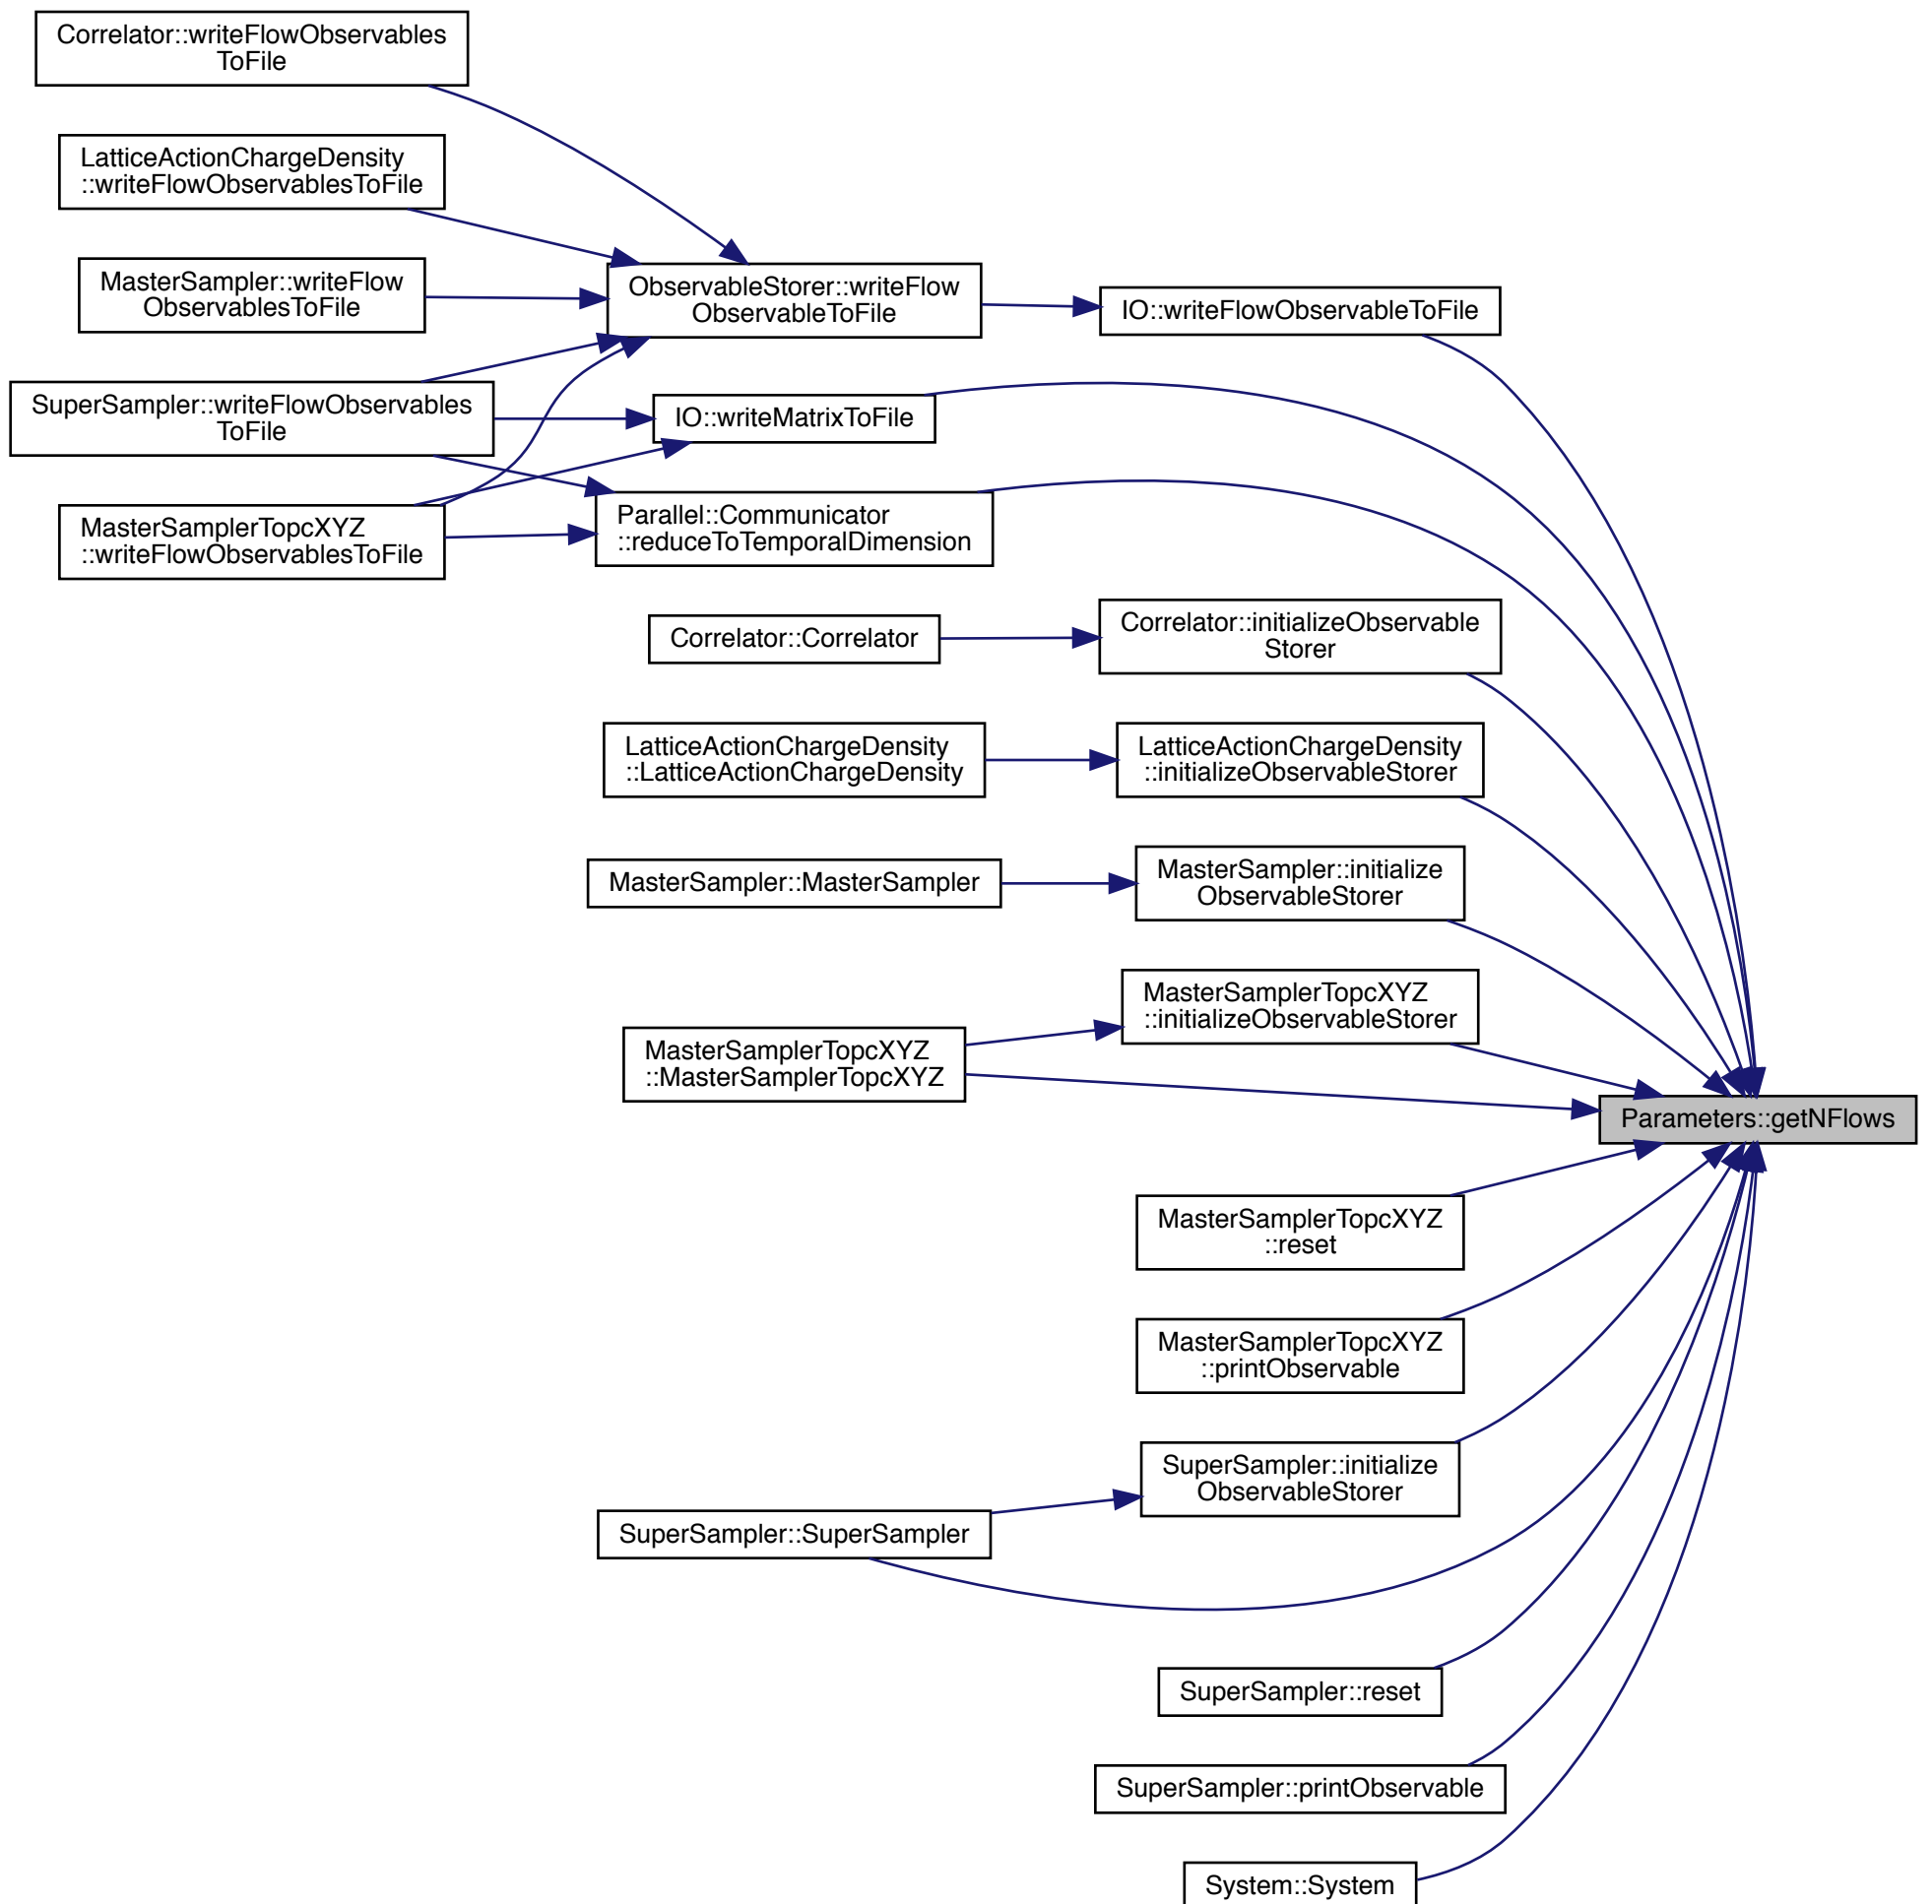 Correlator::writeFlowObservables
ToFile
LatticeActionChargeDensity
::writeFlowObservablesToFile
MasterSampler::writeFlow
ObservablesToFile
ObservableStorer::writeFlow
ObservableToFile
IO::writeFlowObservableToFile
SuperSampler::writeFlowObservables
ToFile
IO::writeMatrixToFile
MasterSamplerTopcXYZ
::writeFlowObservablesToFile
Parallel::Communicator
::reduceToTemporalDimension
Correlator::Correlator
Correlator::initializeObservable
Storer
LatticeActionChargeDensity
::LatticeActionChargeDensity
LatticeActionChargeDensity
::initializeObservableStorer
MasterSampler::MasterSampler
MasterSampler::initialize
ObservableStorer
MasterSamplerTopcXYZ
::initializeObservableStorer
MasterSamplerTopcXYZ
::MasterSamplerTopcXYZ
Parameters::getNFlows
MasterSamplerTopcXYZ
::reset
MasterSamplerTopcXYZ
::printObservable
SuperSampler::initialize
ObservableStorer
SuperSampler::SuperSampler
SuperSampler::reset
SuperSampler::printObservable
System::System